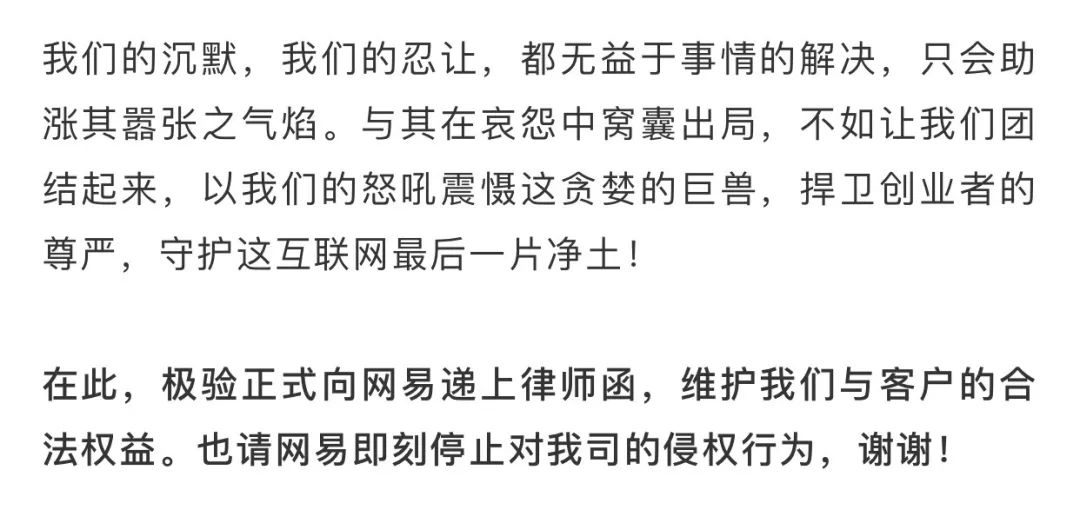 我们的沉默，我们的忍让，都无益于事情的解决，只会助
涨其嚣张之气焰。与其在哀怨中窝囊出局，不如让我们团
结起来，以我们的怒吼震慑这贪婪的巨兽，捍卫创业者的
尊严，守护这互联网最后一片净土！
在此，极验正式向网易递上律师函，维护我们与客户的合
法权益。也请网易即刻停止对我司的侵权行为，谢谢！